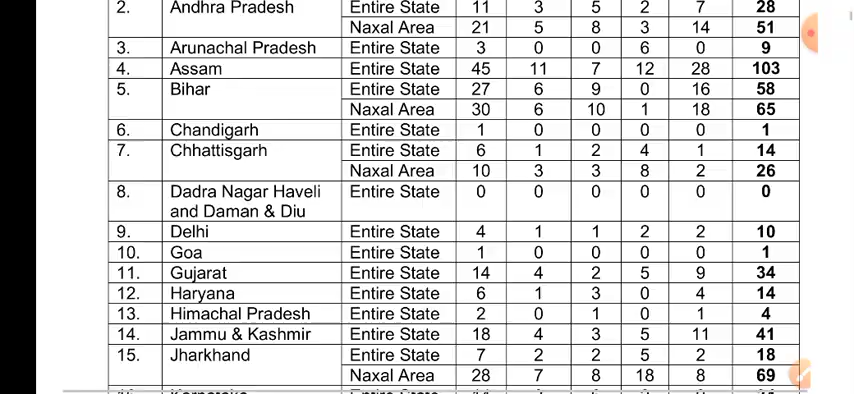 2. Andhra Pradesh Entire State 11 3 5 2 7 28
Naxal Area 21 5 8 3 14 51
3. Arunachal Pradesh Entire State 3 0 0 6 0 9
4. Assam Entire State 45 11 7 12 28 103
5. Bihar Entire State 27 6 9 0 16 58
Naxal Area 30 6 10 1 18 65
6. Chandigarh Entire State 1 0 0 0 0 1
7. Chhattisgarh Entire State 6 1 2 4 1 14
Naxal Area 10 3 3 8 2 26
8. Dadra Nagar Haveli Entire State 0 0 0 0 0 0
and Daman & Diu
9. Delhi Entire State 4 1 1 2 2 10
10. Goa Entire State 1 0 0 0 0 1
11. Gujarat Entire State 14 4 2 5 9 34
12. Haryana Entire State 6 1 3 0 4 14
13. Himachal Pradesh Entire State 2 0 1 0 1 4
14. Jammu & Kashmir Entire State 18 4 3 5 11 41
15. Jharkhand Entire State 7 2 2 5 2 18
Naxal Area 28 7 8 18 8 69
Karnataka Entire State